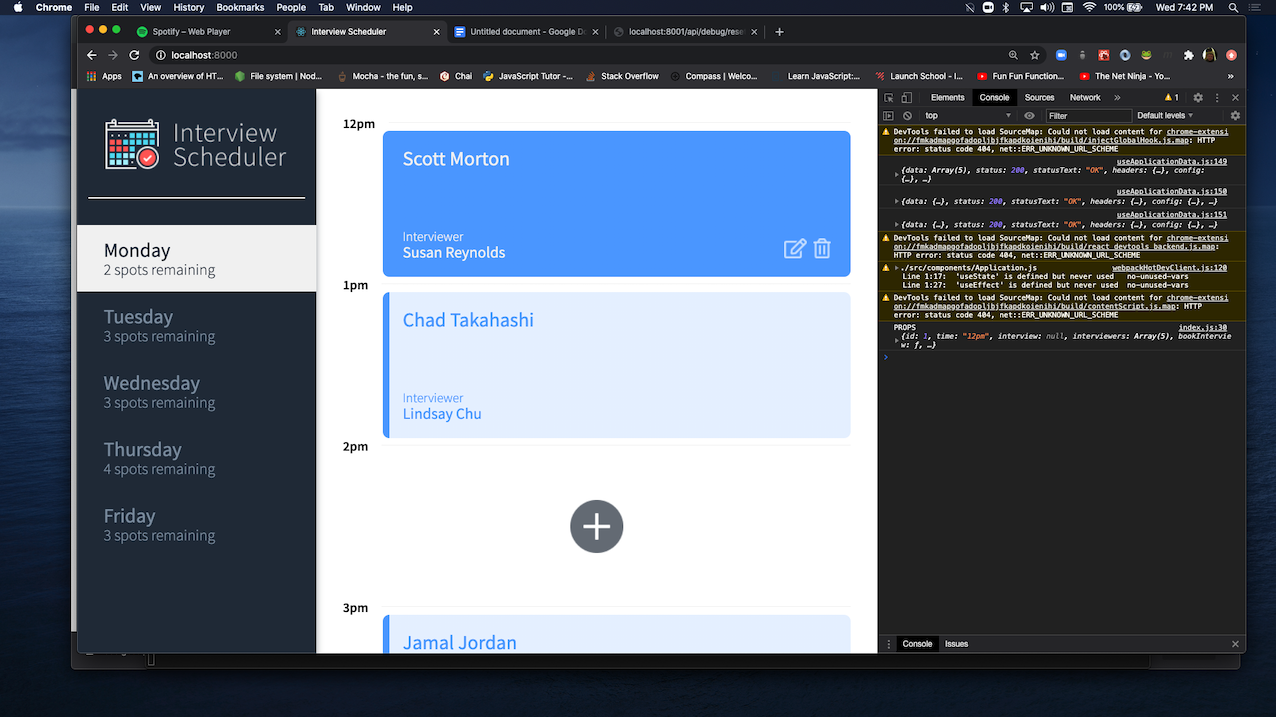 Chrome File Edit View History Bookmarks People Tab Window Help 100% Wed 7:42 PM
Spotify – Web Player Interview Scheduler Untitled document - Google D localhost:8001/api/debug/rese
localhost:8000
Apps An overview of HT... File system | Nod... Mocha - the fun, s... Chai JavaScript Tutor -... Stack Overflow Compass | Welco... Learn JavaScript:... Launch School - I... Fun Fun Function... The Net Ninja - Yo... »
Interview
Scheduler
Monday
2 spots remaining
Tuesday
3 spots remaining
Wednesday
3 spots remaining
Thursday
4 spots remaining
Friday
3 spots remaining
12pm
Scott Morton
Interviewer
Susan Reynolds
1pm
Chad Takahashi
Interviewer
Lindsay Chu
2pm
3pm
Jamal Jordan
Elements Console Sources Network » 1
top Filter Default levels
DevTools failed to load SourceMap: Could not load content for chrome-extensi
on://fmkadmapgofadopljbjfkapdkoienihi/build/injectGlobalHook.js.map: HTTP
error: status code 404, net::ERR_UNKNOWN_URL_SCHEME
useApplicationData.js:149
{data: Array(5), status: 200, statusText: "OK", headers: {…}, config:
{…}, …}
useApplicationData.js:150
{data: {…}, status: 200, statusText: "OK", headers: {…}, config: {…}, …}
useApplicationData.js:151
{data: {…}, status: 200, statusText: "OK", headers: {…}, config: {…}, …}
DevTools failed to load SourceMap: Could not load content for chrome-extensi
on://fmkadmapgofadopljbjfkapdkoienihi/build/react_devtools_backend.js.map:
HTTP error: status code 404, net::ERR_UNKNOWN_URL_SCHEME
./src/components/Application.js webpackHotDevClient.js:120
Line 1:17: 'useState' is defined but never used no-unused-vars
Line 1:27: 'useEffect' is defined but never used no-unused-vars
DevTools failed to load SourceMap: Could not load content for chrome-extensi
on://fmkadmapgofadopljbjfkapdkoienihi/build/contentScript.js.map: HTTP
error: status code 404, net::ERR_UNKNOWN_URL_SCHEME
PROPS index.js:30
{id: 1, time: "12pm", interview: null, interviewers: Array(5), bookIntervie
w: ƒ, …}
Console Issues